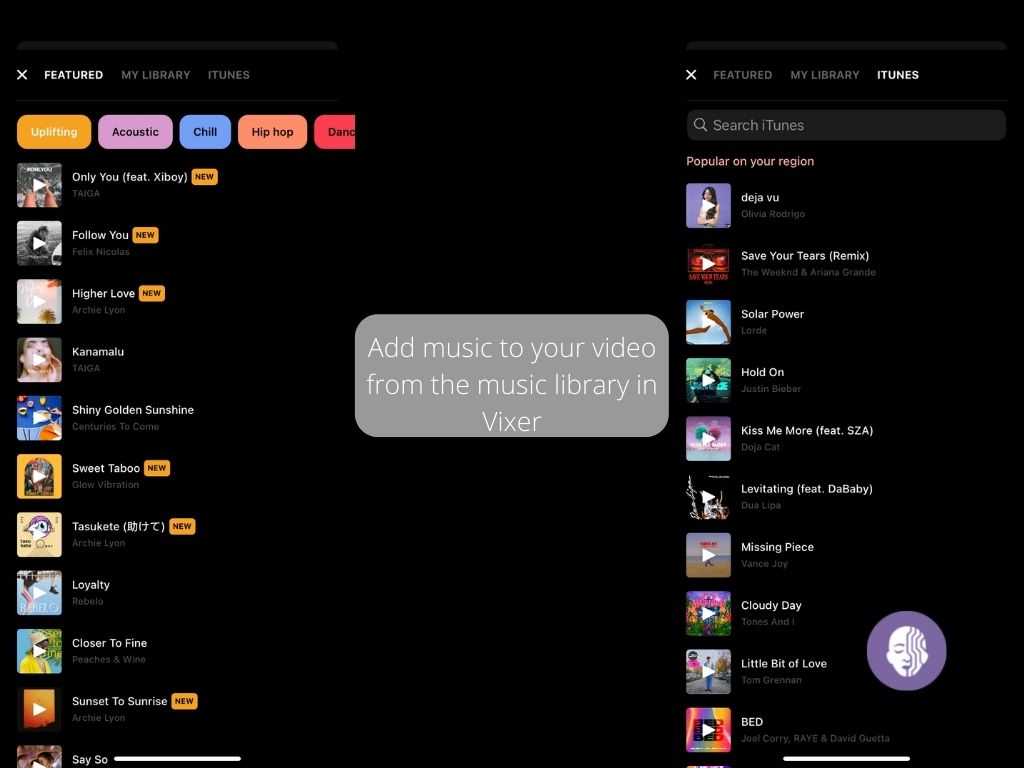 FEATURED MY LIBRARY ITUNES
Uplifting Acoustic Chill Hip hop Danc
Only You (feat. Xiboy) NEW
TAIGA
Follow You NEW
Felix Nicolas
Higher Love NEW
Archie Lyon
Kanamalu
TAIGA
Shiny Golden Sunshine
Centuries To Come
Sweet Taboo NEW
Glow Vibration
Tasukete (助けて) NEW
Archie Lyon
Loyalty
Rebelo
Closer To Fine
Peaches & Wine
Sunset To Sunrise NEW
Archie Lyon
Say So
Add music to your video
from the music library in
Vixer
FEATURED MY LIBRARY ITUNES
Search iTunes
Popular on your region
deja vu
Olivia Rodrigo
Save Your Tears (Remix)
The Weeknd & Ariana Grande
Solar Power
Lorde
Hold On
Justin Bieber
Kiss Me More (feat. SZA)
Doja Cat
Levitating (feat. DaBaby)
Dua Lipa
Missing Piece
Vance Joy
Cloudy Day
Tones And I
Little Bit of Love
Tom Grennan
BED
Joel Corry, RAYE & David Guetta